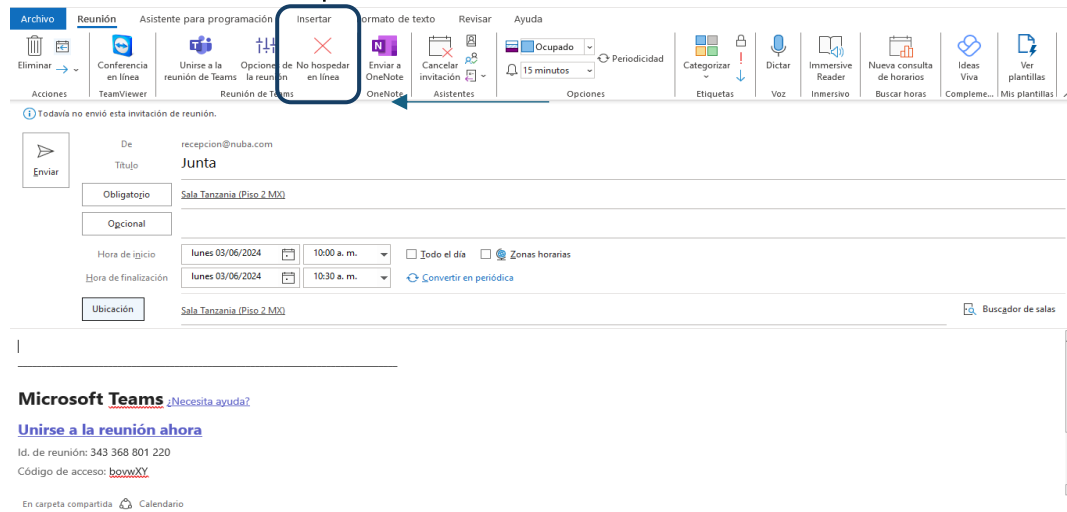 Archivo Reunión Asistente para programación Insertar Formato de texto Revisar Ayuda
Eliminar Conferencia en línea Unirse a la reunión de Teams Opciones de la reunión No hospedar en línea Enviar a OneNote Cancelar invitación Ocupado 15 minutos Periodicidad Categorizar Dictar Immersive Reader Nueva consulta de horarios Ideas Viva Ver plantillas
Acciones TeamViewer Reunión de Teams OneNote Asistentes Opciones Etiquetas Voz Inmersivo Buscar horas Compleme... Mis plantillas
Todavía no envió esta invitación de reunión.
Enviar
De recepcion@nuba.com
Título Junta
Obligatorio Sala Tanzania (Piso 2 MX)
Opcional
Hora de inicio lunes 03/06/2024 10:00 a. m. Todo el día Zonas horarias
Hora de finalización lunes 03/06/2024 10:30 a. m. Convertir en periódica
Ubicación Sala Tanzania (Piso 2 MX) Buscador de salas
Microsoft Teams ¿Necesita ayuda?
Unirse a la reunión ahora
Id. de reunión: 343 368 801 220
Código de acceso: bovwXY
En carpeta compartida Calendario